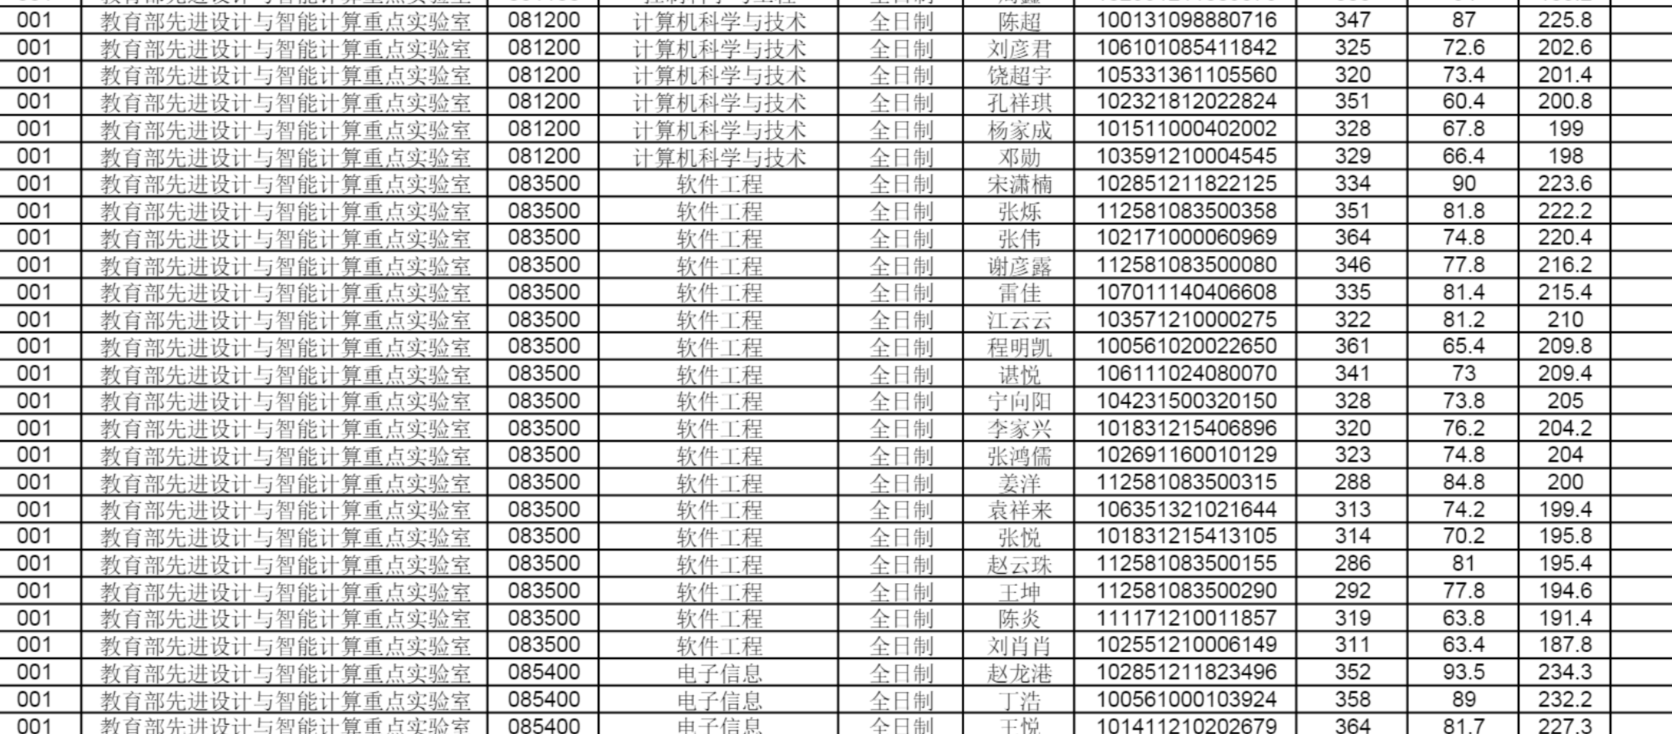 001 教育部先进设计与智能计算重点实验室 081200 计算机科学与技术 全日制 陈超 100131098880716 347 87 225.8
001 教育部先进设计与智能计算重点实验室 081200 计算机科学与技术 全日制 刘彦君 106101085411842 325 72.6 202.6
001 教育部先进设计与智能计算重点实验室 081200 计算机科学与技术 全日制 饶超宇 105331361105560 320 73.4 201.4
001 教育部先进设计与智能计算重点实验室 081200 计算机科学与技术 全日制 孔祥琪 102321812022824 351 60.4 200.8
001 教育部先进设计与智能计算重点实验室 081200 计算机科学与技术 全日制 杨家成 101511000402002 328 67.8 199
001 教育部先进设计与智能计算重点实验室 081200 计算机科学与技术 全日制 邓勋 103591210004545 329 66.4 198
001 教育部先进设计与智能计算重点实验室 083500 软件工程 全日制 宋潇楠 102851211822125 334 90 223.6
001 教育部先进设计与智能计算重点实验室 083500 软件工程 全日制 张烁 112581083500358 351 81.8 222.2
001 教育部先进设计与智能计算重点实验室 083500 软件工程 全日制 张伟 102171000060969 364 74.8 220.4
001 教育部先进设计与智能计算重点实验室 083500 软件工程 全日制 谢彦露 112581083500080 346 77.8 216.2
001 教育部先进设计与智能计算重点实验室 083500 软件工程 全日制 雷佳 107011140406608 335 81.4 215.4
001 教育部先进设计与智能计算重点实验室 083500 软件工程 全日制 江云云 103571210000275 322 81.2 210
001 教育部先进设计与智能计算重点实验室 083500 软件工程 全日制 程明凯 100561020022650 361 65.4 209.8
001 教育部先进设计与智能计算重点实验室 083500 软件工程 全日制 谌悦 106111024080070 341 73 209.4
001 教育部先进设计与智能计算重点实验室 083500 软件工程 全日制 宁向阳 104231500320150 328 73.8 205
001 教育部先进设计与智能计算重点实验室 083500 软件工程 全日制 李家兴 101831215406896 320 76.2 204.2
001 教育部先进设计与智能计算重点实验室 083500 软件工程 全日制 张鸿儒 102691160010129 323 74.8 204
001 教育部先进设计与智能计算重点实验室 083500 软件工程 全日制 姜洋 112581083500315 288 84.8 200
001 教育部先进设计与智能计算重点实验室 083500 软件工程 全日制 袁祥来 106351321021644 313 74.2 199.4
001 教育部先进设计与智能计算重点实验室 083500 软件工程 全日制 张悦 101831215413105 314 70.2 195.8
001 教育部先进设计与智能计算重点实验室 083500 软件工程 全日制 赵云珠 112581083500155 286 81 195.4
001 教育部先进设计与智能计算重点实验室 083500 软件工程 全日制 王坤 112581083500290 292 77.8 194.6
001 教育部先进设计与智能计算重点实验室 083500 软件工程 全日制 陈炎 111171210011857 319 63.8 191.4
001 教育部先进设计与智能计算重点实验室 083500 软件工程 全日制 刘肖肖 102551210006149 311 63.4 187.8
001 教育部先进设计与智能计算重点实验室 085400 电子信息 全日制 赵龙港 102851211823496 352 93.5 234.3
001 教育部先进设计与智能计算重点实验室 085400 电子信息 全日制 丁浩 100561000103924 358 89 232.2
001 教育部先进设计与智能计算重点实验室 085400 电子信息 全日制 王悦 101411210202679 364 81.7 227.3